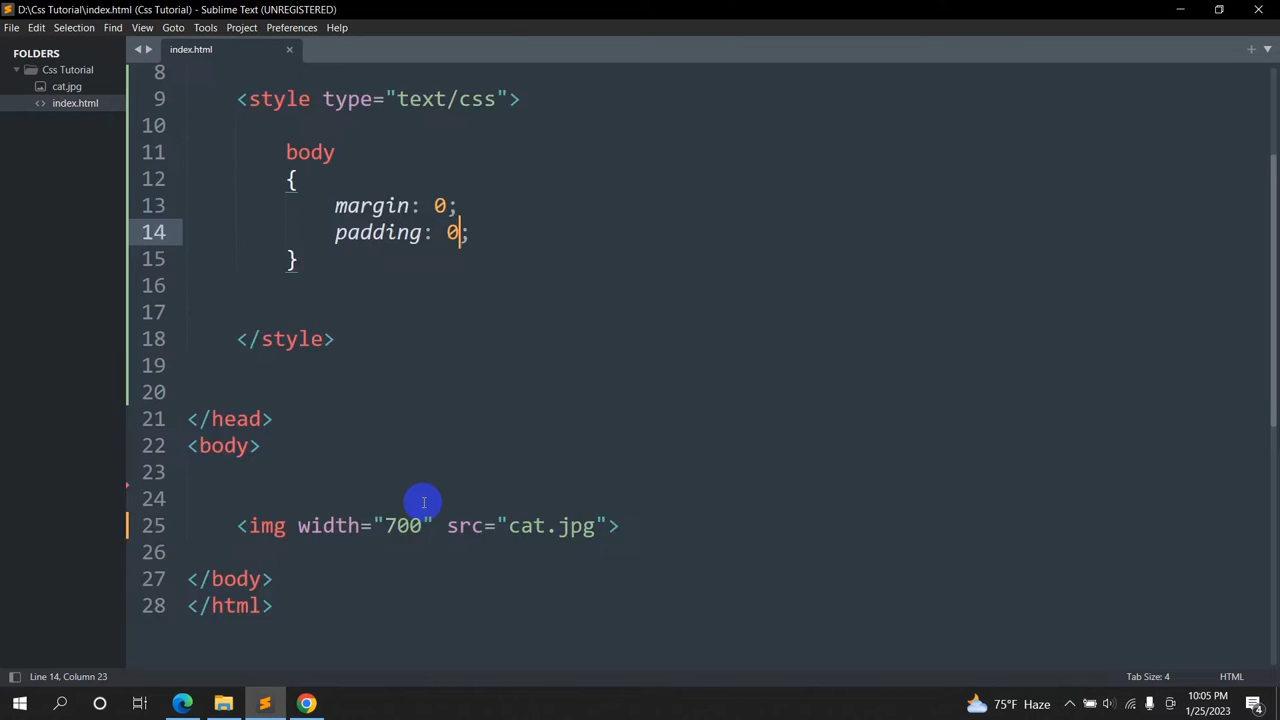 D:\Css Tutorial\index.html (Css Tutorial) - Sublime Text (UNREGISTERED)
File Edit Selection Find View Goto Tools Project Preferences Help
FOLDERS
Css Tutorial
cat.jpg
index.html
index.html
8
9 <style type="text/css">
10
11 body
12 {
13 margin: 0;
14 padding: 0;
15 }
16
17
18 </style>
19
20
21 </head>
22 <body>
23
24
25 <img width="700" src="cat.jpg">
26
27 </body>
28 </html>
Line 14, Column 23
Tab Size: 4
HTML
75°F Haze
10:05 PM
1/25/2023
4